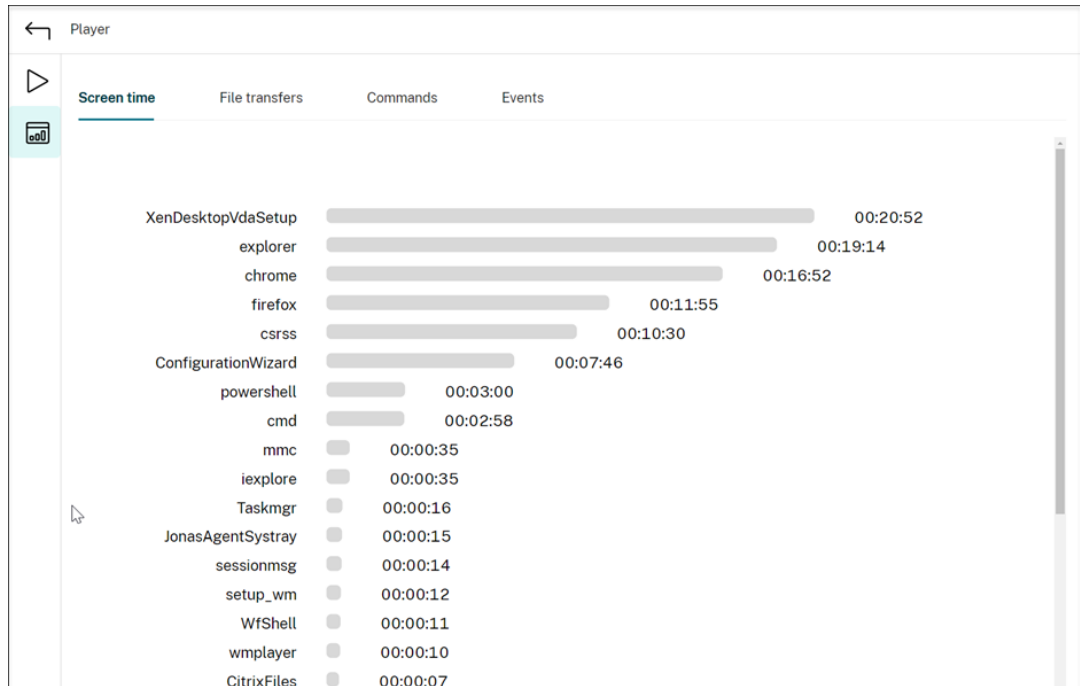 Player
Screen time File transfers Commands Events
XenDesktopVdaSetup 00:20:52
explorer 00:19:14
chrome 00:16:52
firefox 00:11:55
csrss 00:10:30
ConfigurationWizard 00:07:46
powershell 00:03:00
cmd 00:02:58
mmc 00:00:35
iexplore 00:00:35
Taskmgr 00:00:16
JonasAgentSystray 00:00:15
sessionmsg 00:00:14
setup_wm 00:00:12
WfShell 00:00:11
wmplayer 00:00:10
CitrixFiles 00:00:07